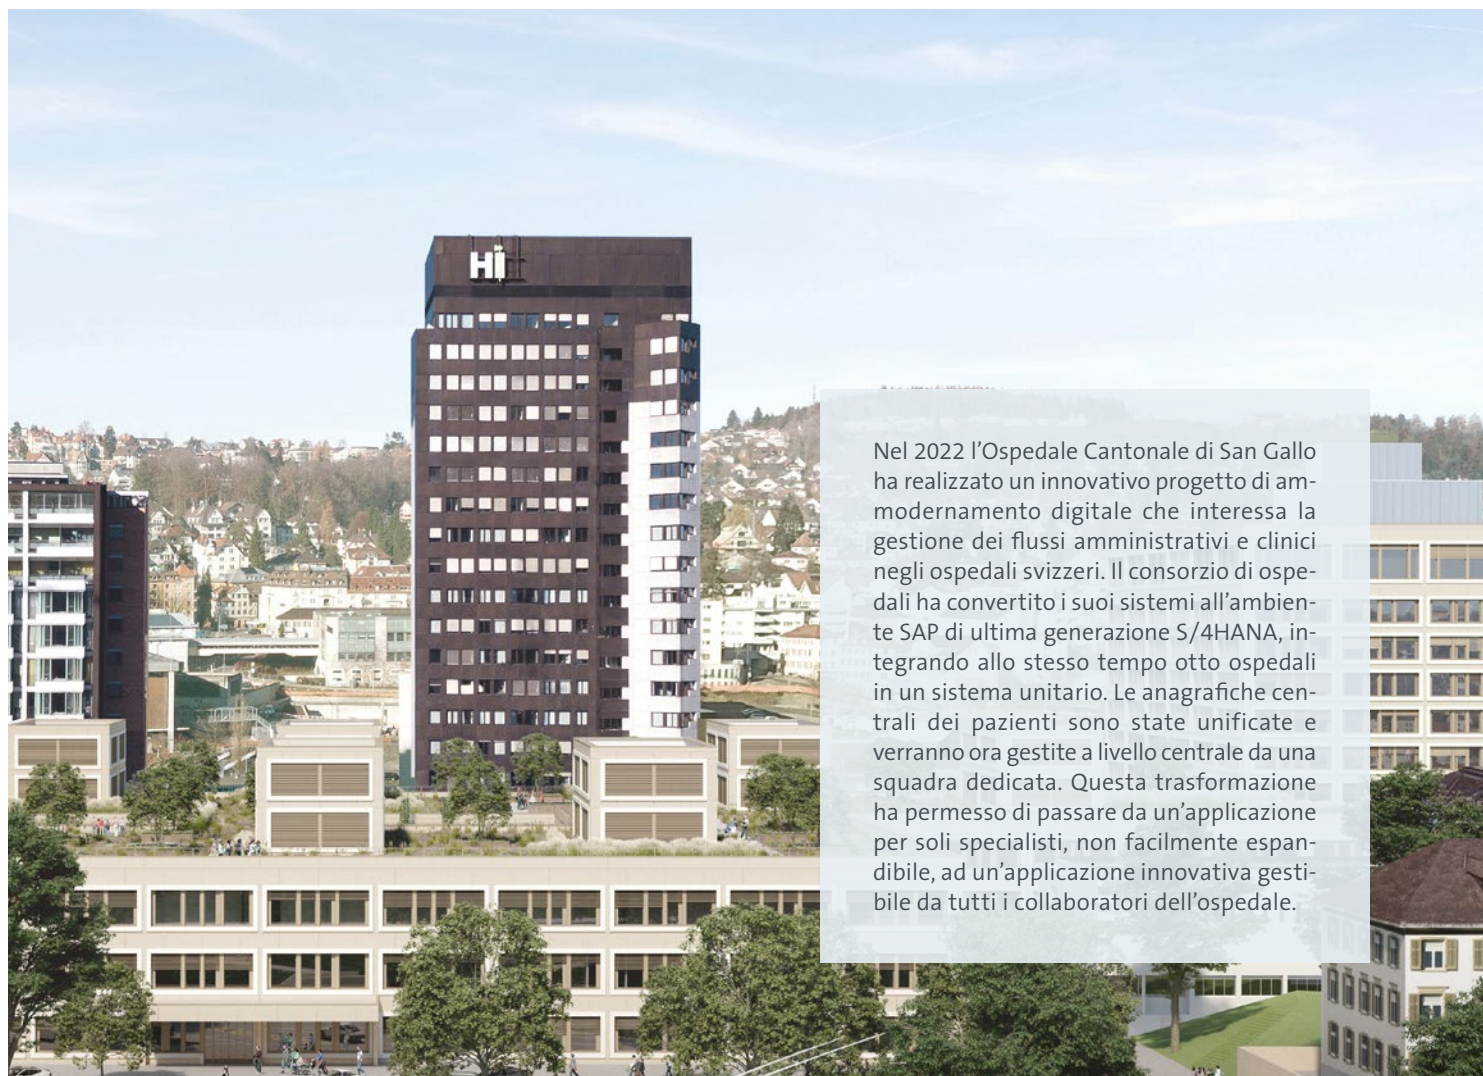 Hi
Nel 2022 l’Ospedale Cantonale di San Gallo
ha realizzato un innovativo progetto di am-
modernamento digitale che interessa la
gestione dei flussi amministrativi e clinici
negli ospedali svizzeri. Il consorzio di ospe-
dali ha convertito i suoi sistemi all’ambien-
te SAP di ultima generazione S/4HANA, in-
tegrando allo stesso tempo otto ospedali
in un sistema unitario. Le anagrafiche cen-
trali dei pazienti sono state unificate e
verranno ora gestite a livello centrale da una
squadra dedicata. Questa trasformazione
ha permesso di passare da un’applicazione
per soli specialisti, non facilmente espan-
dibile, ad un’applicazione innovativa gesti-
bile da tutti i collaboratori dell’ospedale.